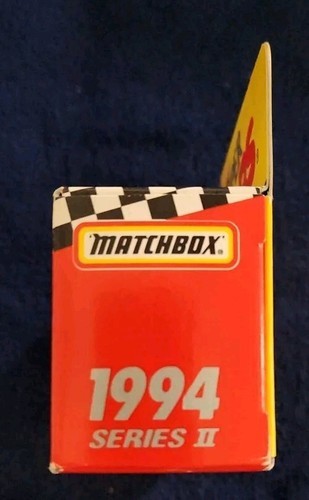 "MATCHBOX"®
1994
SERIES II